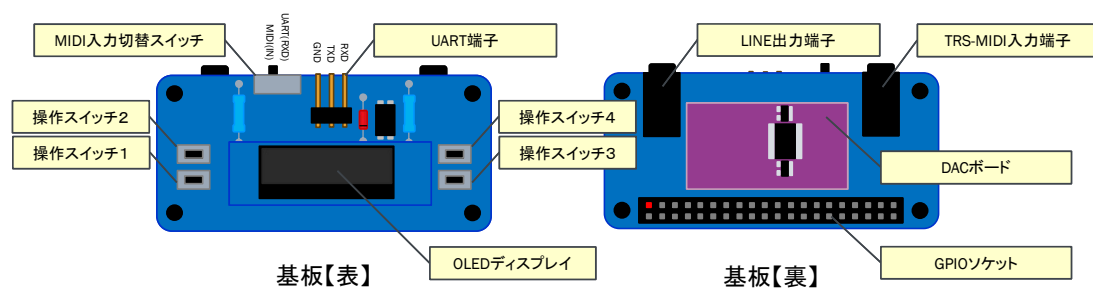 MIDI入力切替スイッチ
UART(RXD)
MIDI(IN)
GND
TXD
RXD
UART端子
操作スイッチ2
操作スイッチ1
操作スイッチ4
操作スイッチ3
OLEDディスプレイ
基板【表】
LINE出力端子
TRS-MIDI入力端子
DACボード
GPIOソケット
基板【裏】